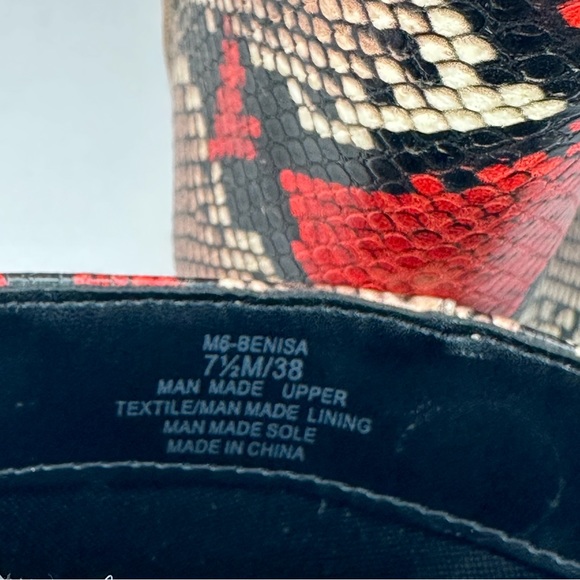 M6-BENISA
7½M/38
MAN MADE UPPER
TEXTILE/MAN MADE LINING
MAN MADE SOLE
MADE IN CHINA